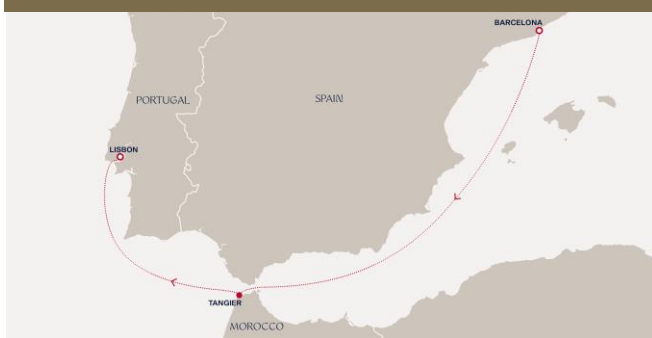 BARCELONA
PORTUGAL
SPAIN
LISBON
TANGIER
MOROCCO